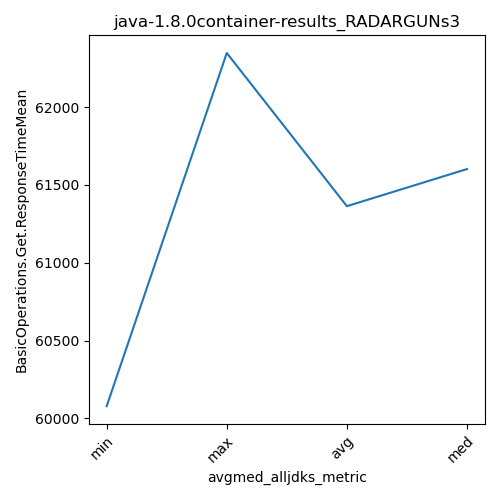 java-1.8.0container-results_RADARGUNs3
BasicOperations.Get.ResponseTimeMean
62000
61500
61000
60500
60000
min
max
avg
med
avgmed_alljdks_metric